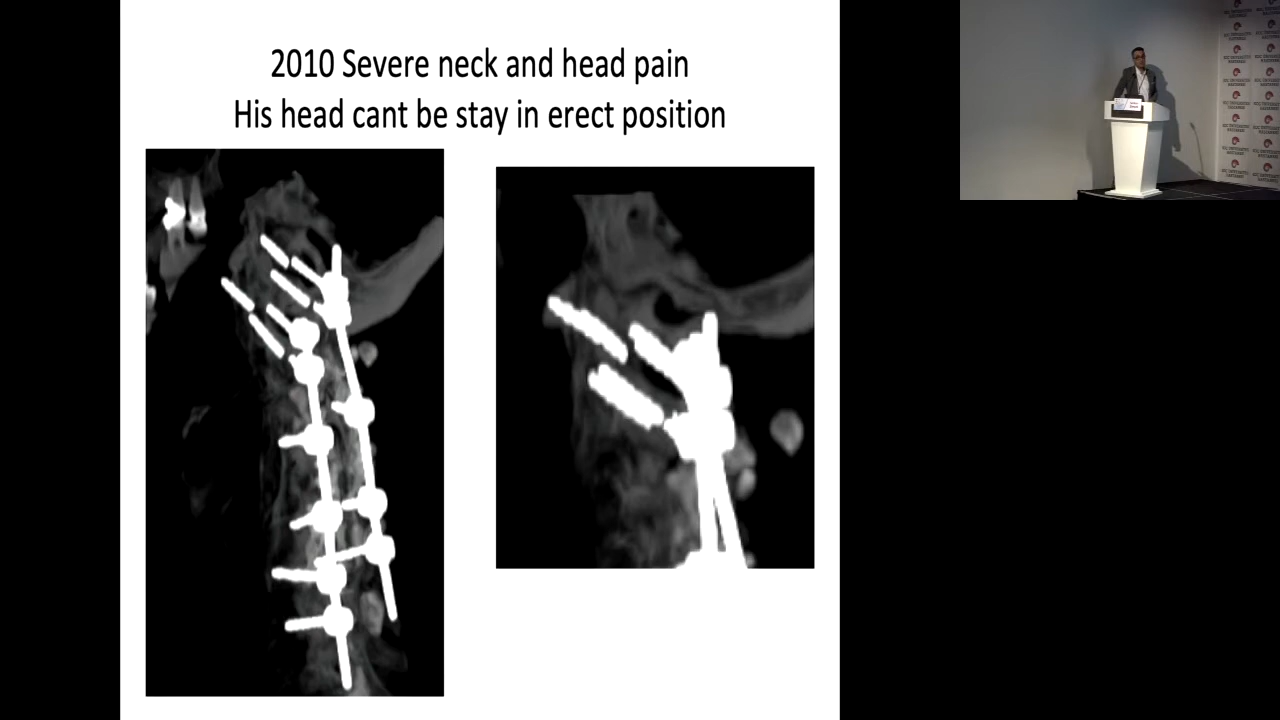 2010 Severe neck and head pain
His head cant be stay in erect position